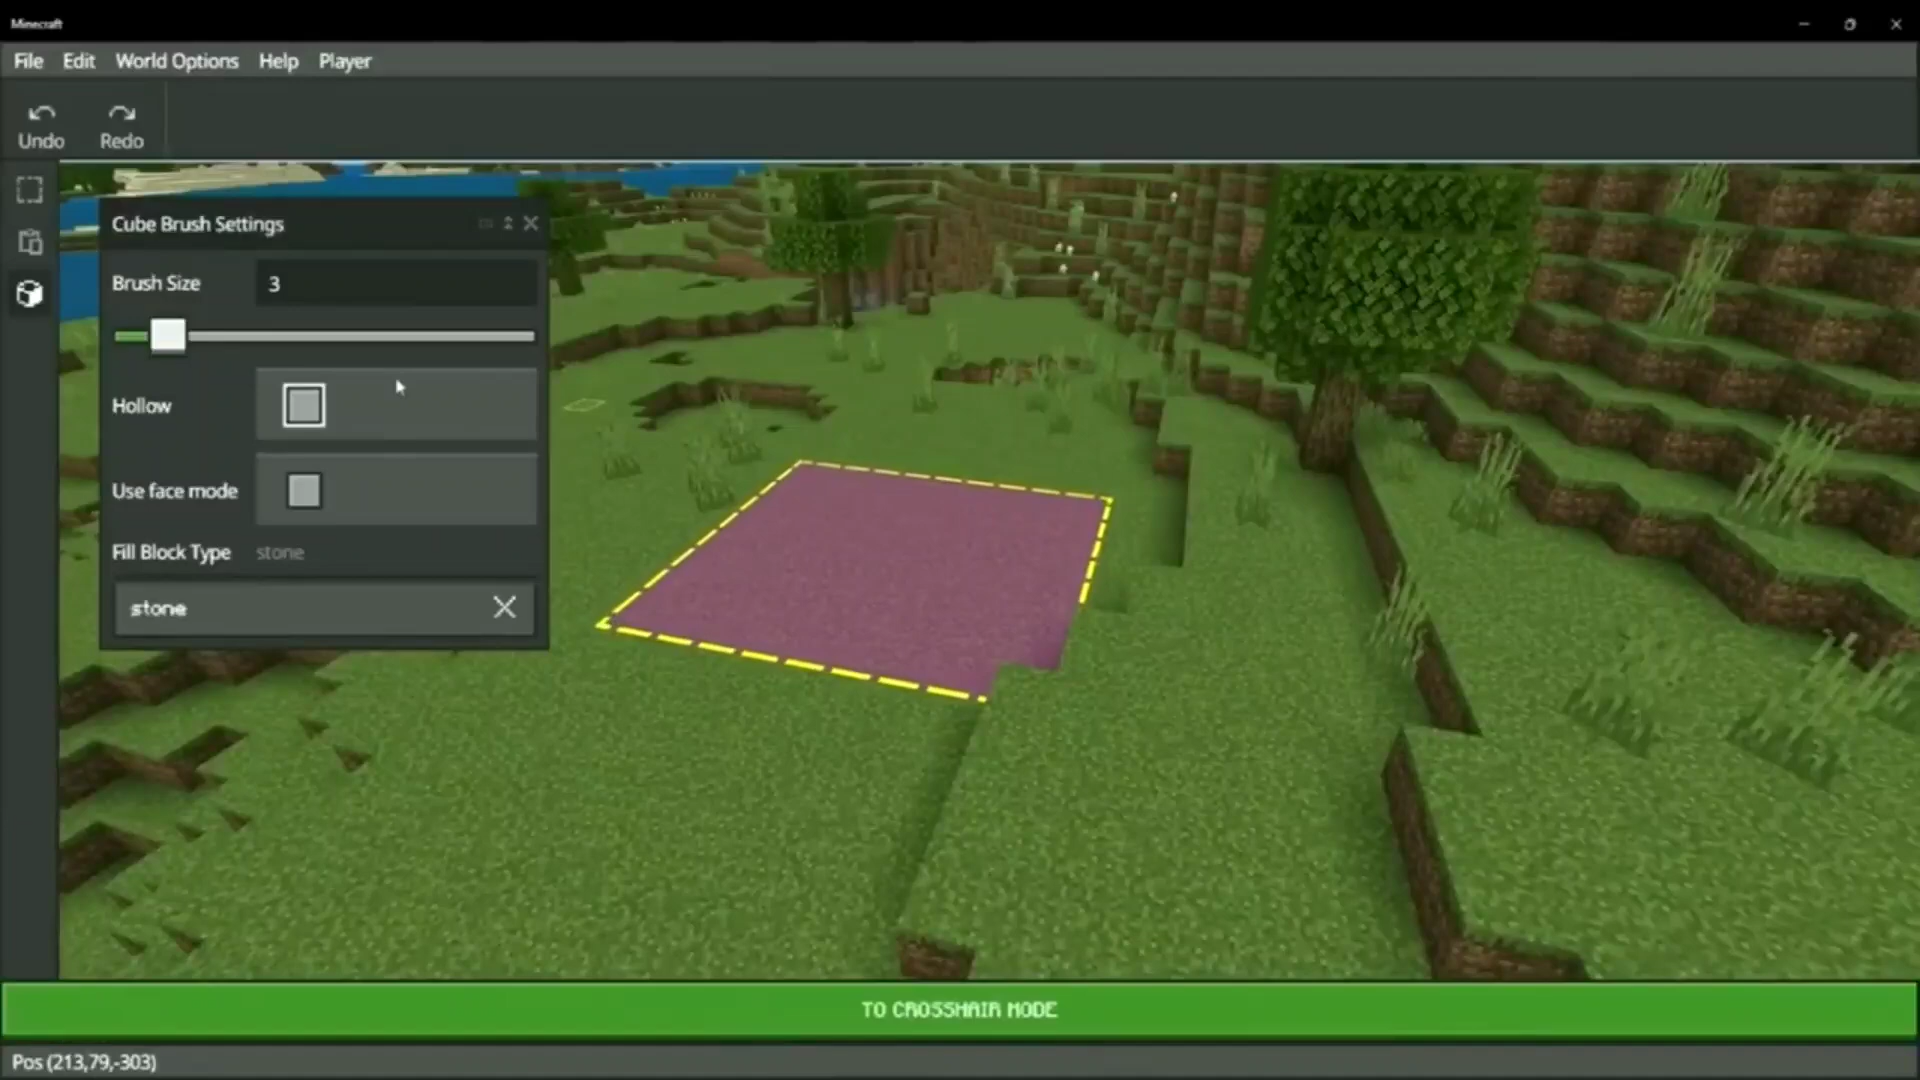 Minecraft
File Edit World Options Help Player
Undo Redo
Cube Brush Settings
Brush Size 3
Hollow
Use face mode
Fill Block Type stone
stone
TO CROSSHAIR MODE
Pos (213,79,-303)